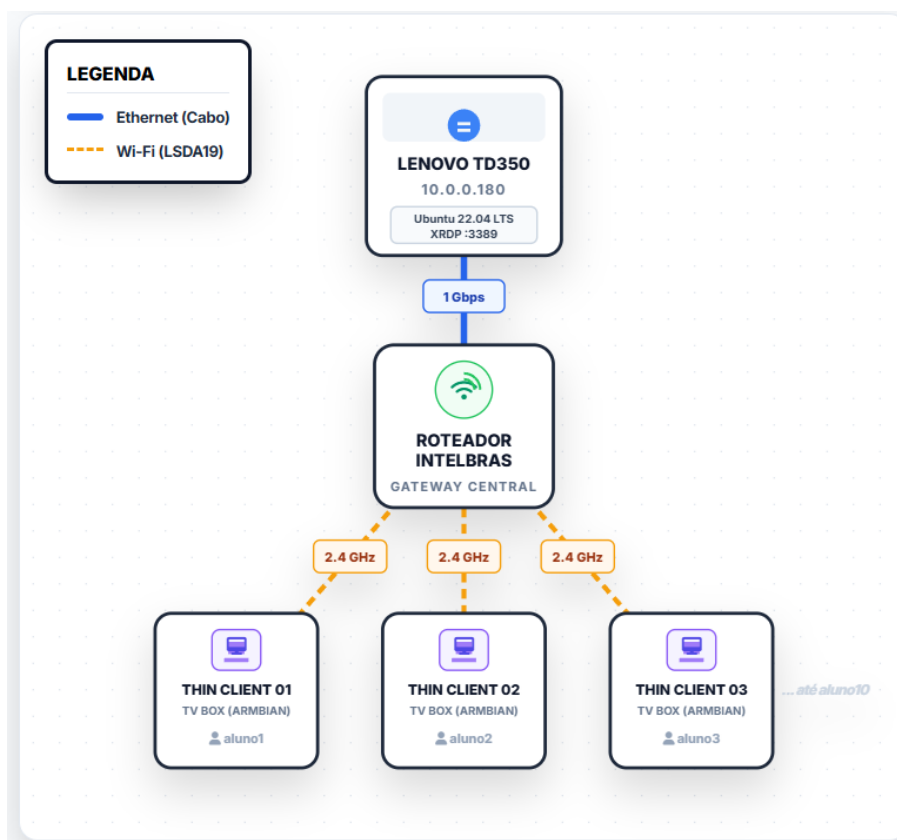 LEGENDA
Ethernet (Cabo)
Wi-Fi (LSDA19)
LENOVO TD350
10.0.0.180
Ubuntu 22.04 LTS
XRDP :3389
1 Gbps
ROTEADOR
INTELBRAS
GATEWAY CENTRAL
2.4 GHz
2.4 GHz
2.4 GHz
THIN CLIENT 01
TV BOX (ARMBIAN)
aluno1
THIN CLIENT 02
TV BOX (ARMBIAN)
aluno2
THIN CLIENT 03
TV BOX (ARMBIAN)
aluno3
... até aluno10